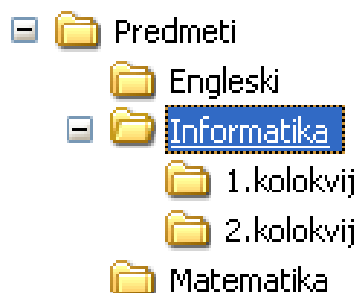 Predmeti
Engleski
Informatika
1.kolokvij
2.kolokvij
Matematika